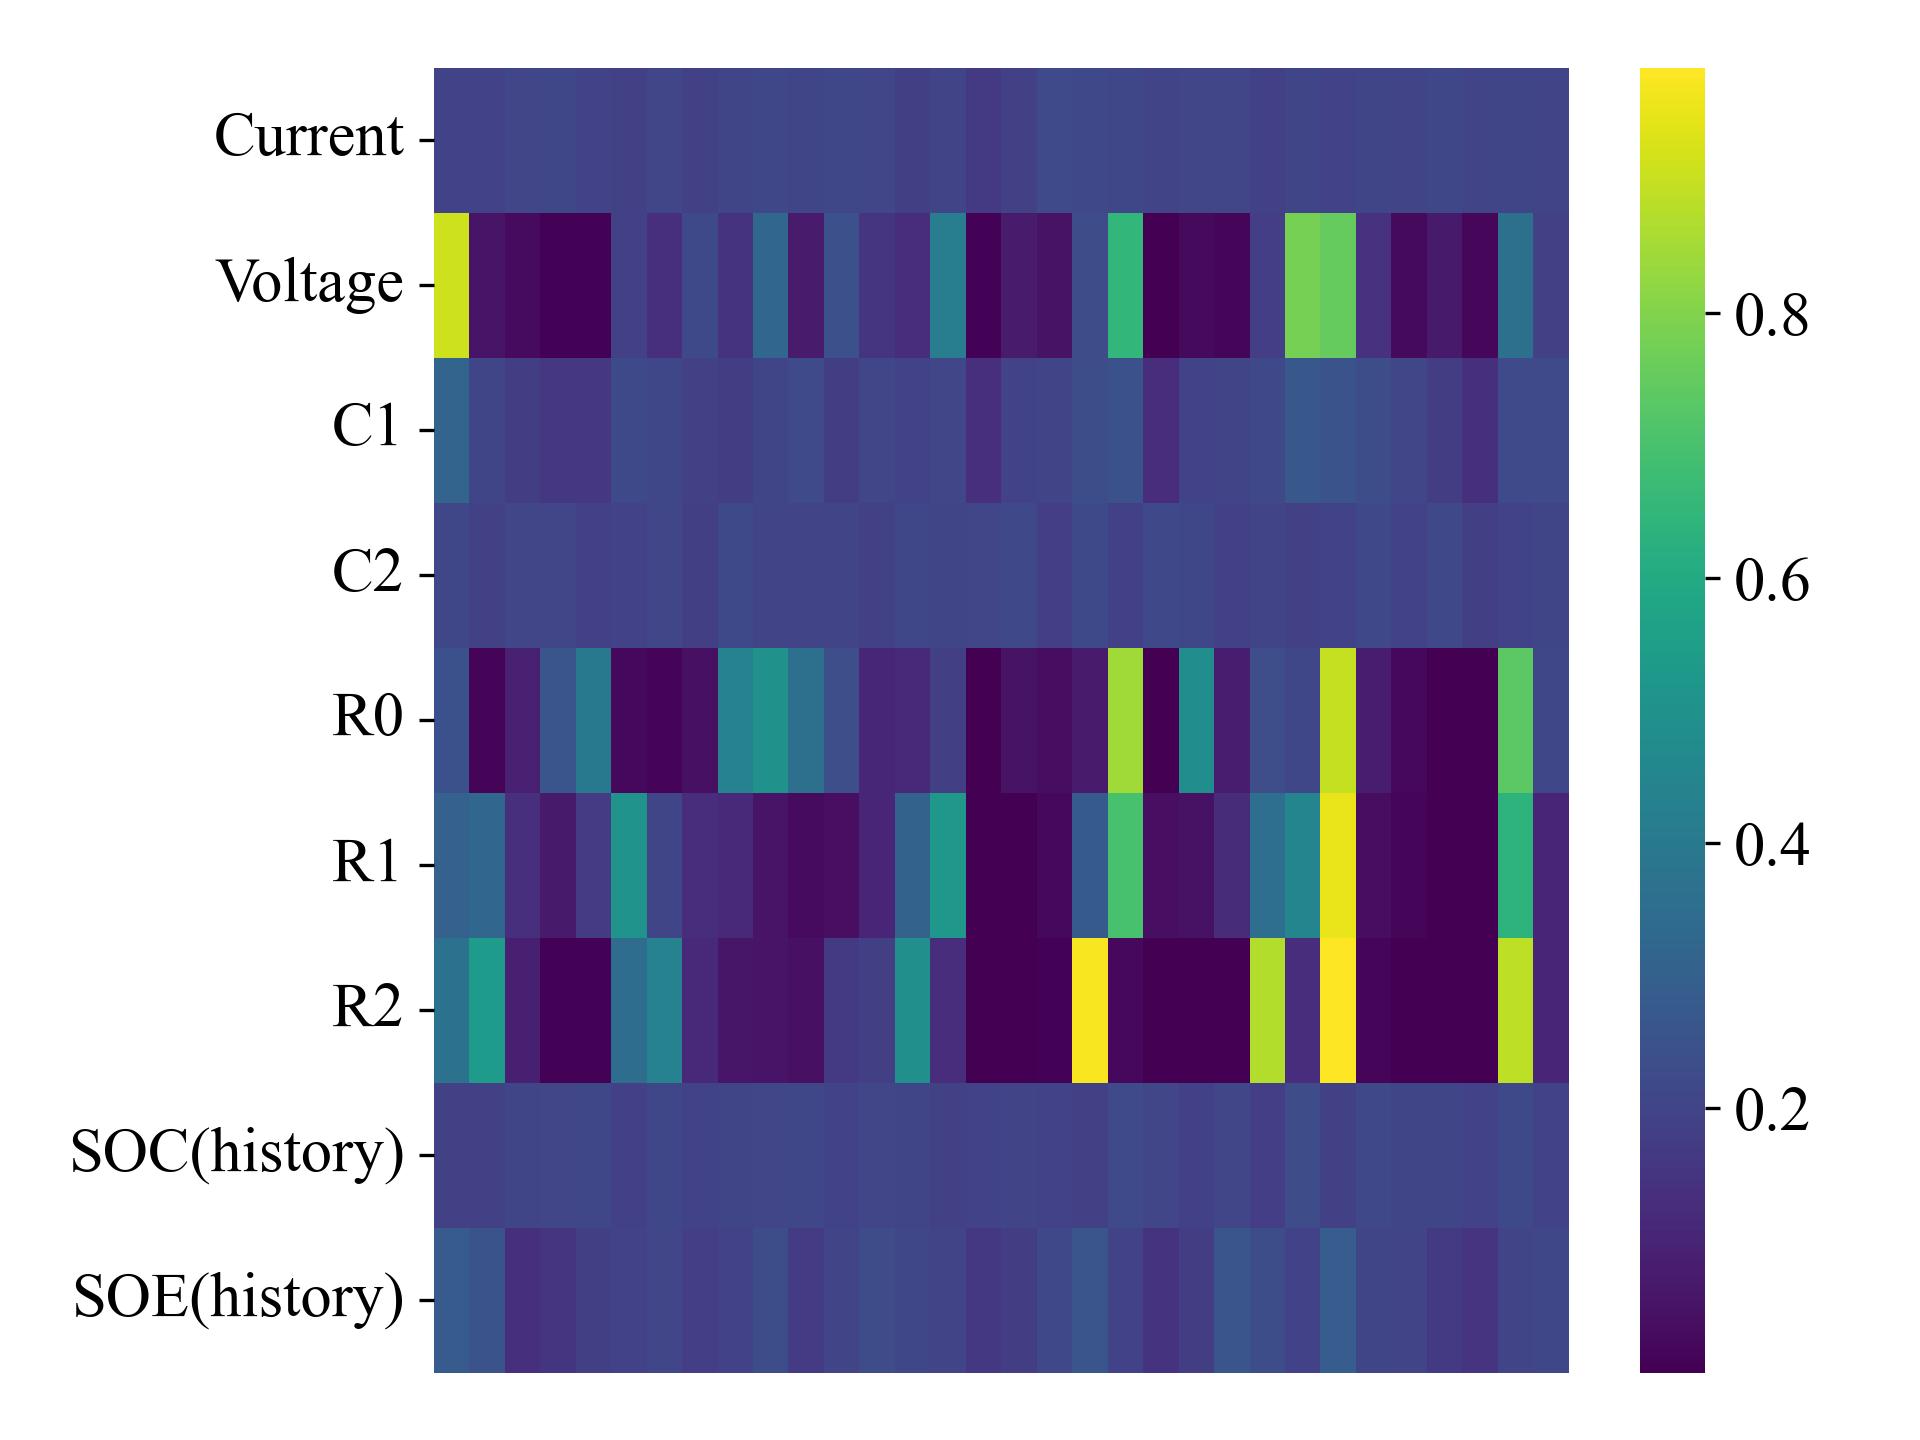 Current
Voltage
C1
C2
R0
R1
R2
SOC(history)
SOE(history)
0.8
0.6
0.4
0.2